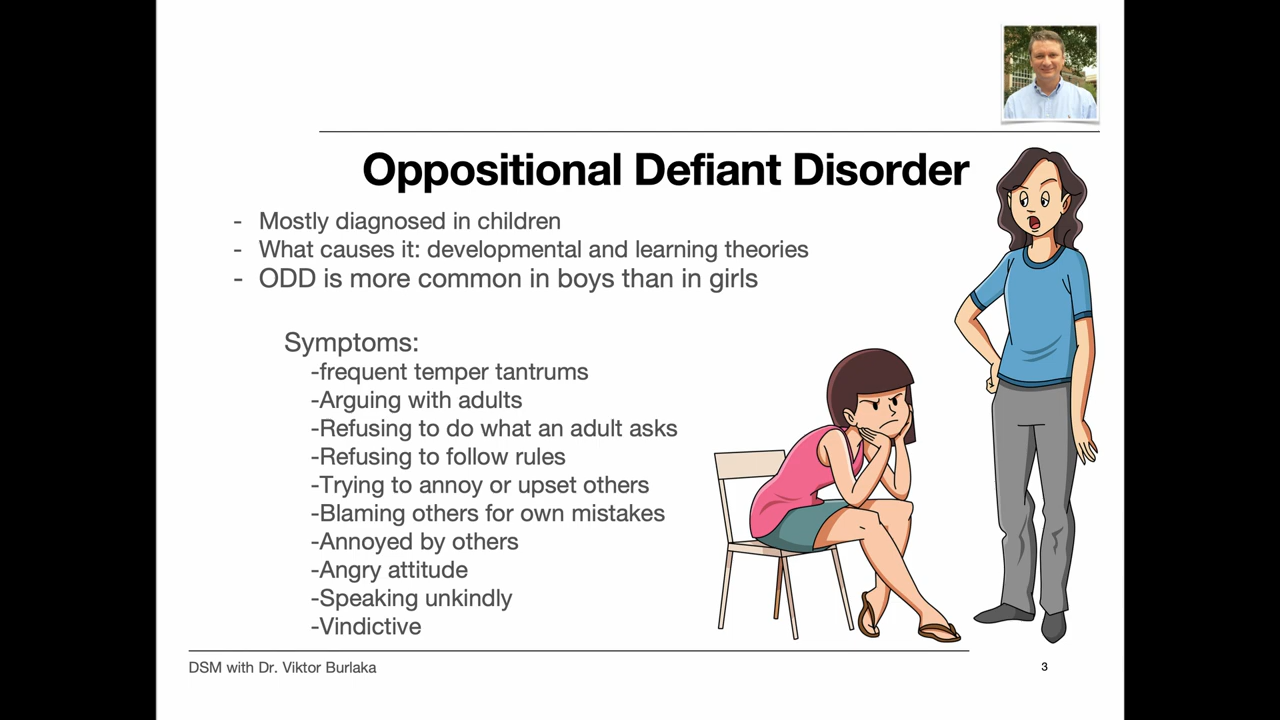 Oppositional Defiant Disorder
- Mostly diagnosed in children
- What causes it: developmental and learning theories
- ODD is more common in boys than in girls
Symptoms:
-frequent temper tantrums
-Arguing with adults
-Refusing to do what an adult asks
-Refusing to follow rules
-Trying to annoy or upset others
-Blaming others for own mistakes
-Annoyed by others
-Angry attitude
-Speaking unkindly
-Vindictive
DSM with Dr. Viktor Burlaka
3